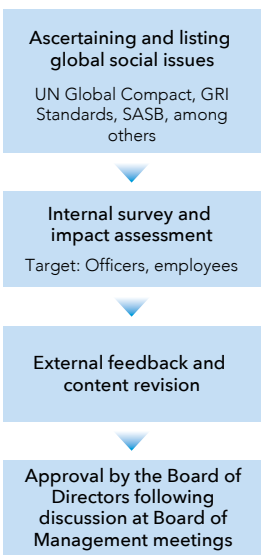 Ascertaining and listing
global social issues
UN Global Compact, GRI
Standards, SASB, among
others
Internal survey and
impact assessment
Target: Officers, employees
External feedback and
content revision
Approval by the Board of
Directors following
discussion at Board of
Management meetings